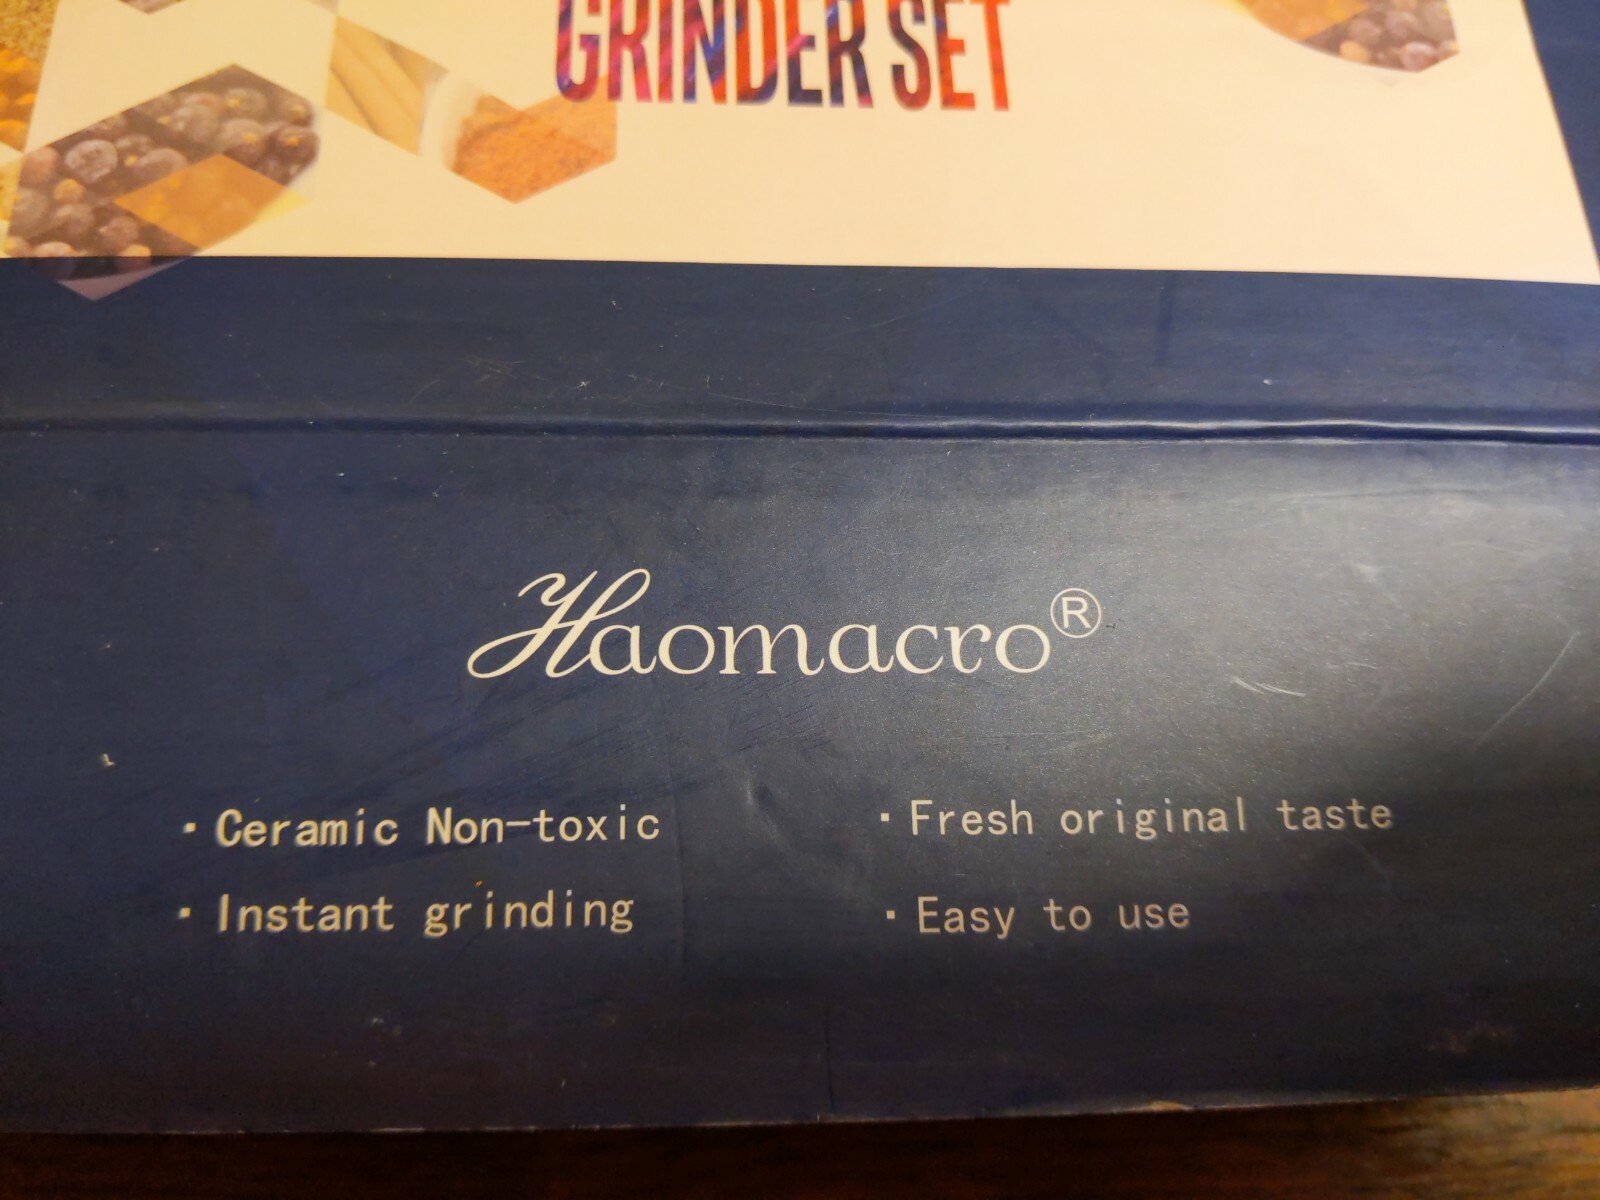 GRINDER SET
Haomacro®
· Ceramic Non-toxic
· Fresh original taste
· Instant grinding
· Easy to use